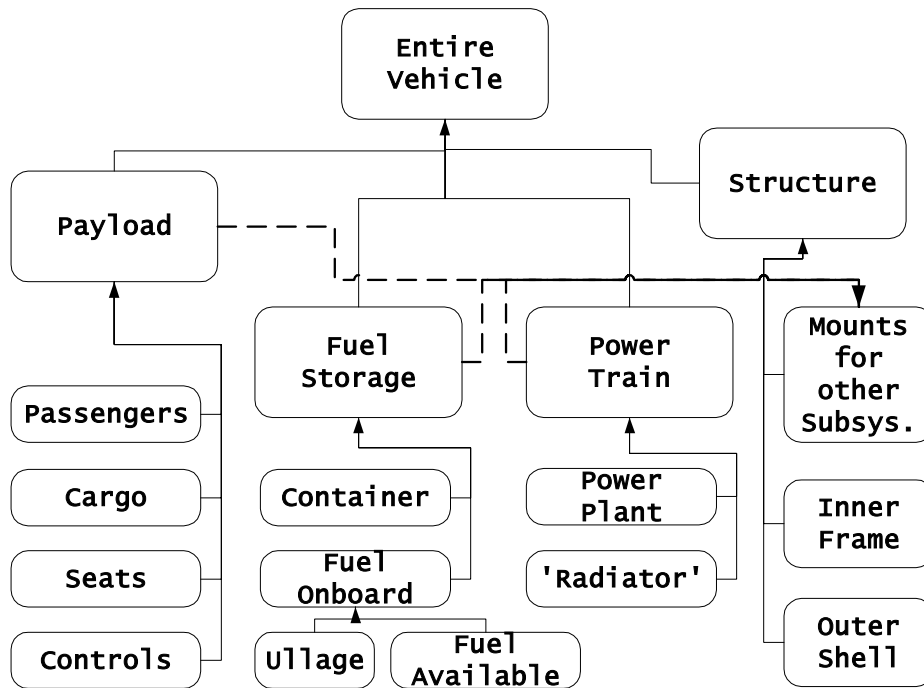 Entire
Vehicle
Structure
Payload
Fuel
Storage
Power
Train
Mounts
for
other
Subsys.
Passengers
Cargo
Seats
Controls
Container
Fuel
Onboard
Ullage
Fuel
Available
Power
Plant
'Radiator'
Inner
Frame
Outer
Shell